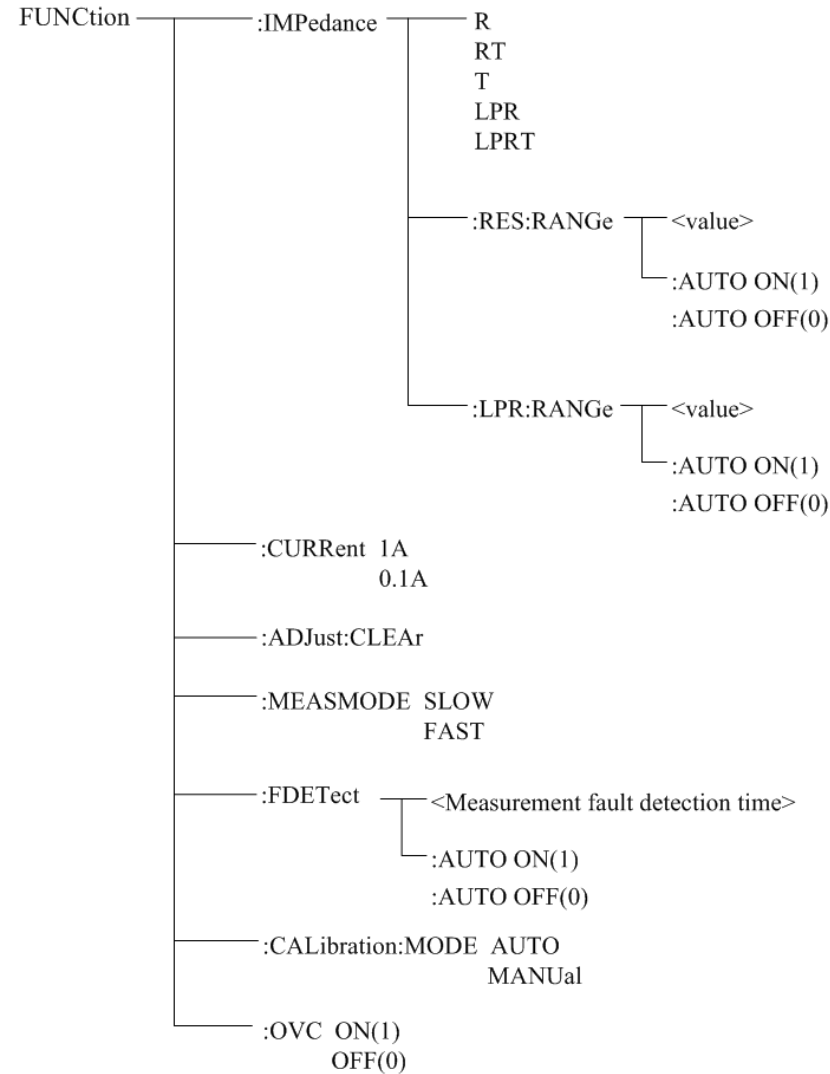 FUNCtion :IMPedance R
RT
T
LPR
LPRT
:RES:RANGe <value>
:AUTO ON(1)
:AUTO OFF(0)
:LPR:RANGe <value>
:AUTO ON(1)
:AUTO OFF(0)
:CURRent 1A
0.1A
:ADJust:CLEAr
:MEASMODE SLOW
FAST
:FDETect <Measurement fault detection time>
:AUTO ON(1)
:AUTO OFF(0)
:CALibration:MODE AUTO
MANUal
:OVC ON(1)
OFF(0)